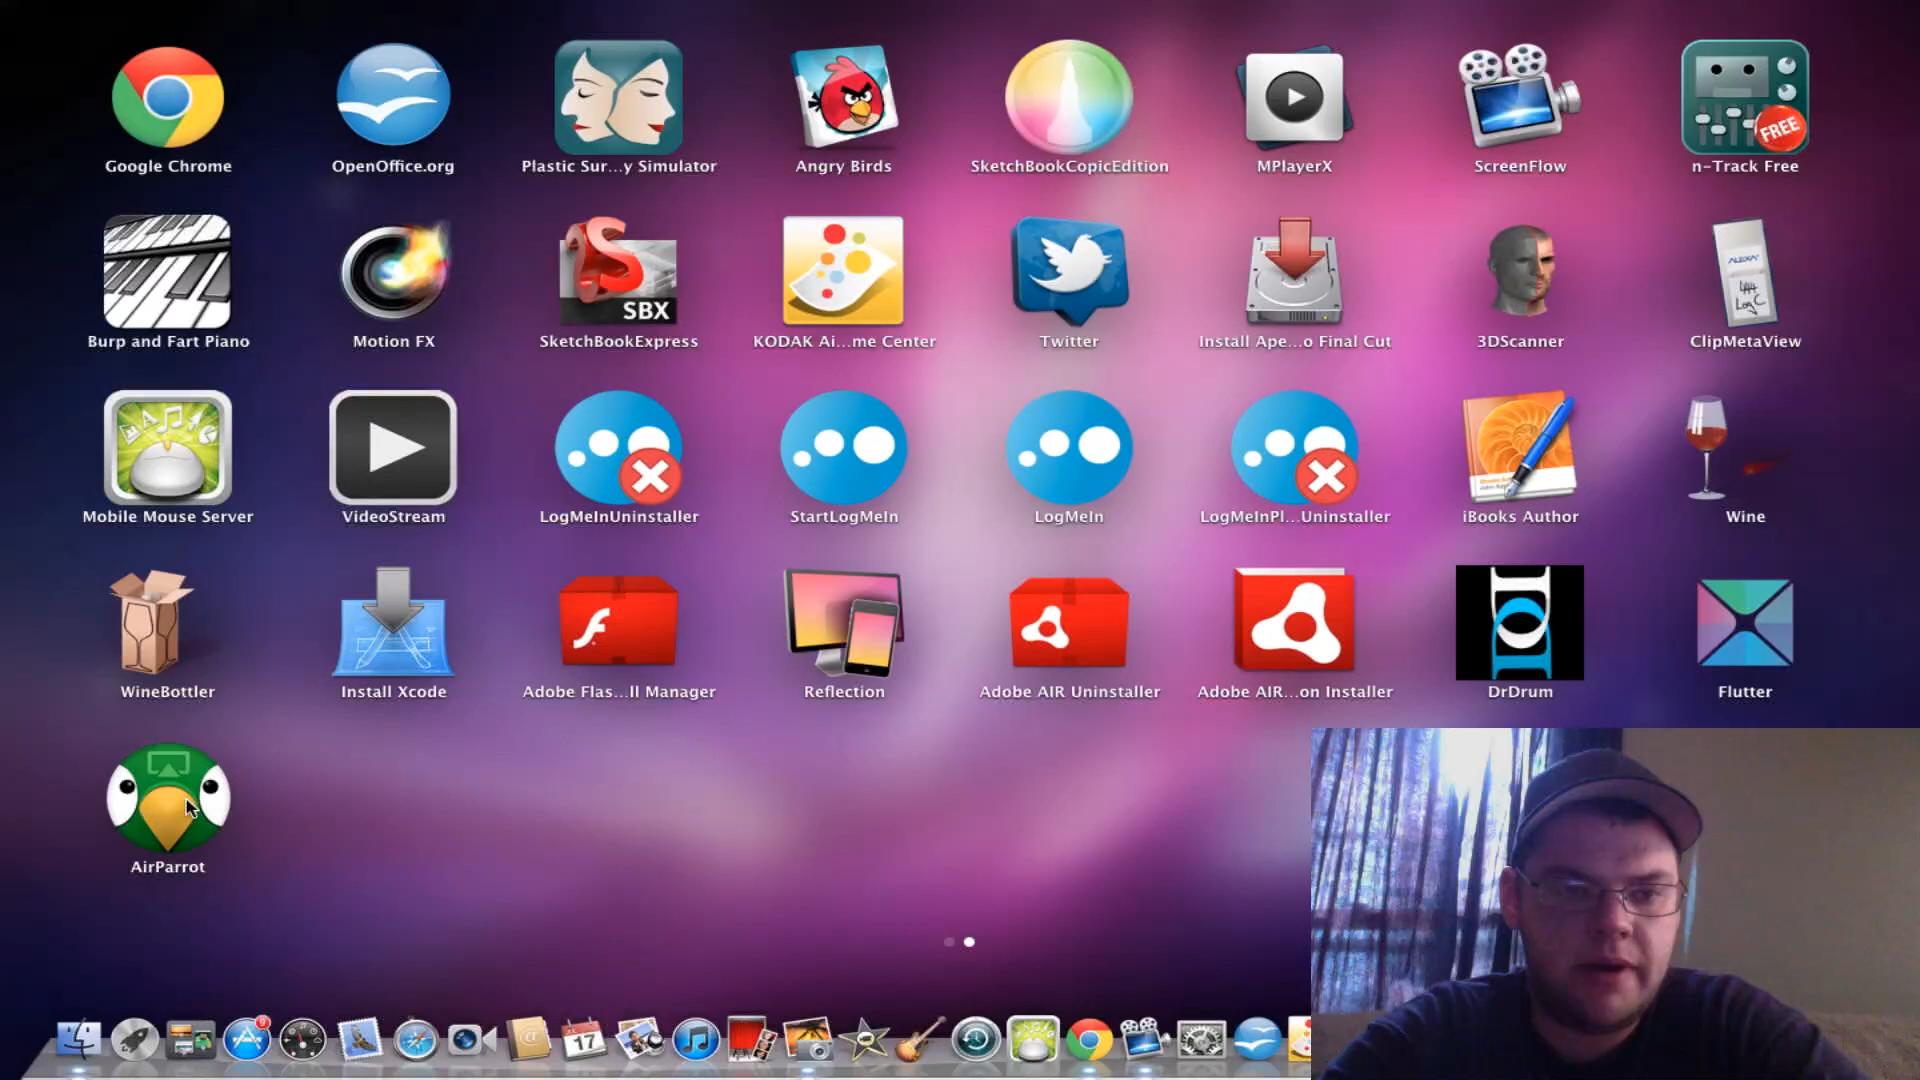 Google Chrome
OpenOffice.org
Plastic Sur...y Simulator
Angry Birds
SketchBookCopicEdition
MPlayerX
ScreenFlow
FREE
n-Track Free
Burp and Fart Piano
Motion FX
SBX
SketchBookExpress
KODAK Ai...me Center
Twitter
Install Ape...o Final Cut
3DScanner
ALEXA
Log C
ClipMetaView
Mobile Mouse Server
VideoStream
LogMeInUninstaller
StartLogMeIn
LogMeIn
LogMeInPl...Uninstaller
iBooks Author
Wine
WineBottler
Install Xcode
Adobe Flas...ll Manager
Reflection
Adobe AIR Uninstaller
Adobe AIR...on Installer
DrDrum
Flutter
AirParrot
9
17